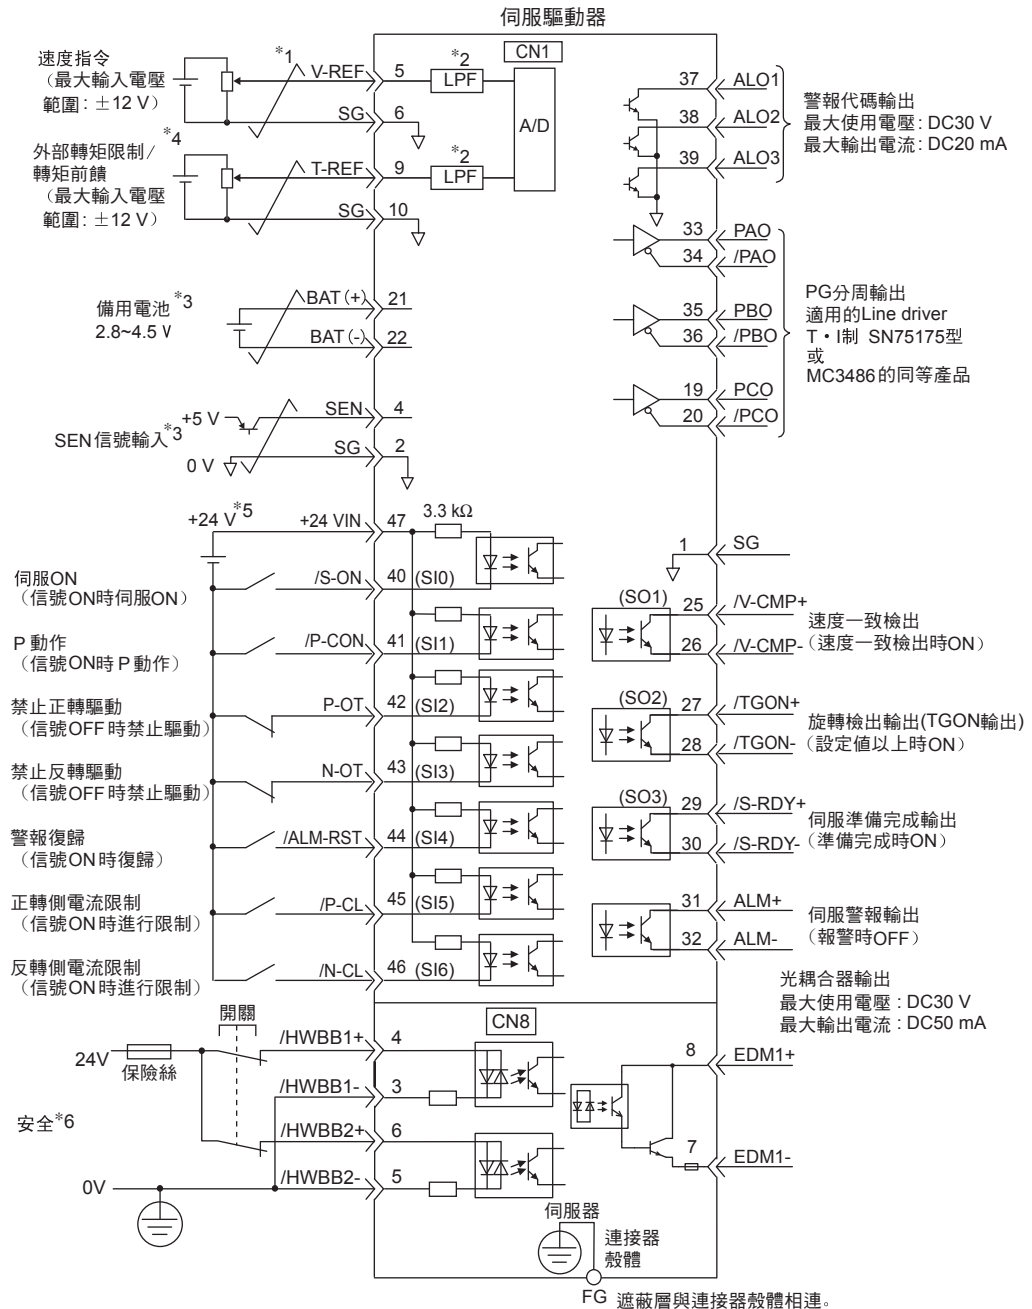 伺服驅動器
CN1
速度指令
（最大輸入電壓
範圍：±12 V）
*1
V-REF
5
*2
LPF
SG
6
A/D
*4
外部轉矩限制/
轉矩前饋
（最大輸入電壓
範圍：±12 V）
T-REF
9
*2
LPF
SG
10
備用電池*3
2.8~4.5 V
BAT（+）
21
BAT（-）
22
SEN信號輸入*3
+5 V
0 V
SEN
4
SG
2
+24 V*5
+24 VIN
47
3.3 kΩ
伺服ON
（信號ON時伺服ON）
/S-ON
40
(SI0)
P 動作
（信號ON時 P 動作）
/P-CON
41
(SI1)
禁止正轉驅動
（信號OFF時禁止驅動）
P-OT
42
(SI2)
禁止反轉驅動
（信號OFF時禁止驅動）
N-OT
43
(SI3)
警報復歸
（信號ON時復歸）
/ALM-RST
44
(SI4)
正轉側電流限制
（信號ON時進行限制）
/P-CL
45
(SI5)
反轉側電流限制
（信號ON時進行限制）
/N-CL
46
(SI6)
37
ALO1
38
ALO2
39
ALO3
警報代碼輸出
最大使用電壓：DC30 V
最大輸出電流：DC20 mA
33
PAO
34
/PAO
35
PBO
36
/PBO
19
PCO
20
/PCO
PG分周輸出
適用的Line driver
T・I制 SN75175型
或
MC3486的同等產品
1
SG
(SO1)
25
/V-CMP+
26
/V-CMP-
速度一致檢出
（速度一致檢出時ON）
(SO2)
27
/TGON+
28
/TGON-
旋轉檢出輸出(TGON輸出)
（設定值以上時ON）
(SO3)
29
/S-RDY+
30
/S-RDY-
伺服準備完成輸出
（準備完成時ON）
31
ALM+
32
ALM-
伺服警報輸出
（報警時OFF）
光耦合器輸出
最大使用電壓：DC30 V
最大輸出電流：DC50 mA
CN8
開關
24V
保險絲
安全*6
0V
/HWBB1+
4
/HWBB1-
3
/HWBB2+
6
/HWBB2-
5
8
EDM1+
7
EDM1-
伺服器
連接器
殼體
FG
遮蔽層與連接器殼體相連。